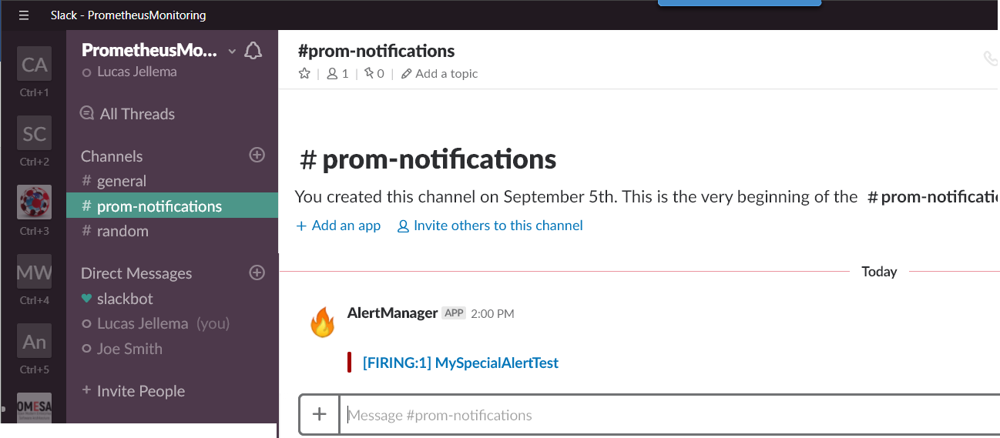 Slack - PrometheusMonitoring
CA
Ctrl+1
SC
Ctrl+2
Ctrl+3
MW
Ctrl+4
An
Ctrl+5
OMESA
PrometheusMo...
Lucas Jellema
All Threads
Channels
# general
# prom-notifications
# random
Direct Messages
slackbot
Lucas Jellema (you)
Joe Smith
+ Invite People
#prom-notifications
1 | 0 | Add a topic
# prom-notifications
You created this channel on September 5th. This is the very beginning of the # prom-notificati
+ Add an app Invite others to this channel
Today
AlertManager APP 2:00 PM
[FIRING:1] MySpecialAlertTest
+ Message #prom-notifications